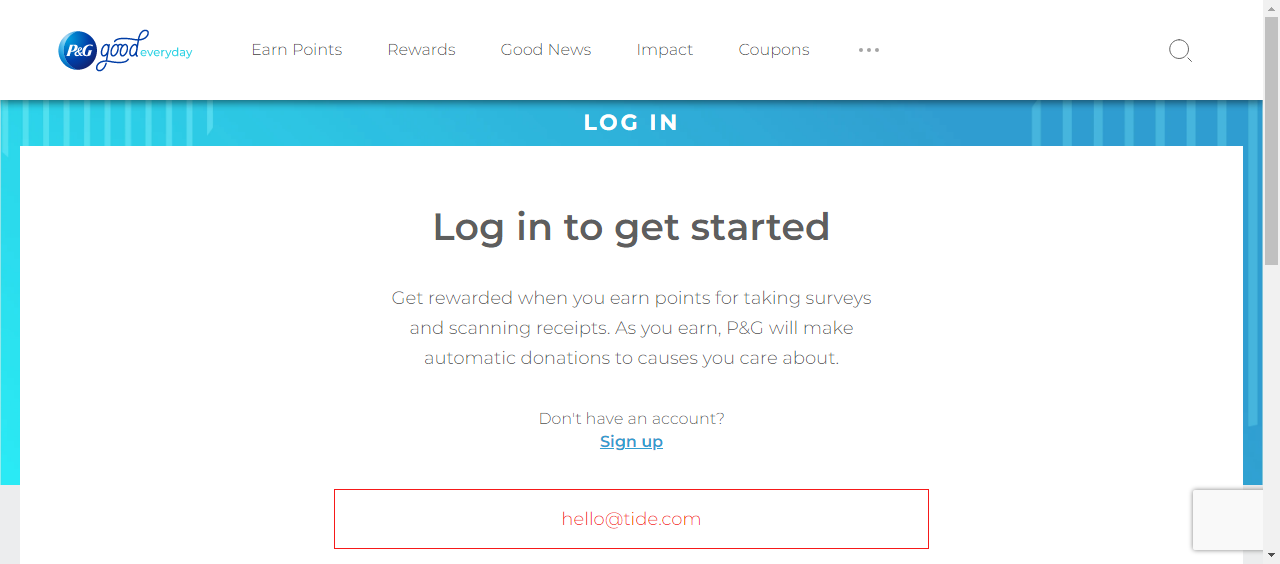 P&G good everyday
Earn Points
Rewards
Good News
Impact
Coupons
LOG IN
Log in to get started
Get rewarded when you earn points for taking surveys
and scanning receipts. As you earn, P&G will make
automatic donations to causes you care about.
Don't have an account?
Sign up
hello@tide.com